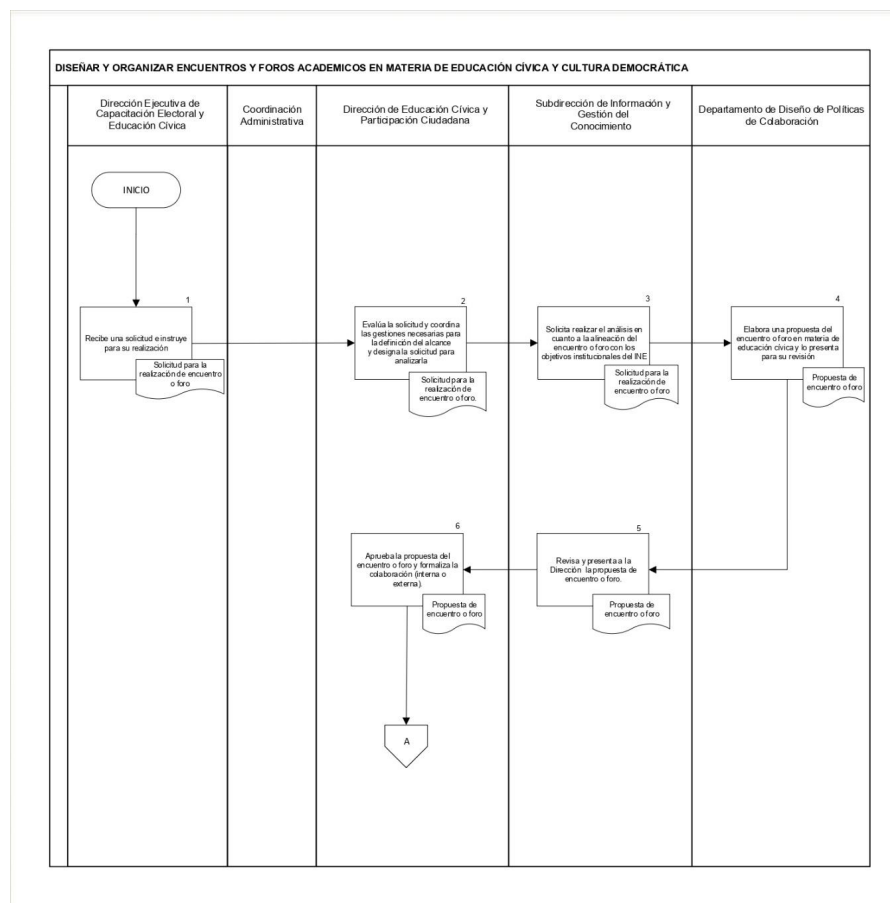 DISEÑAR Y ORGANIZAR ENCUENTROS Y FOROS ACADEMICOS EN MATERIA DE EDUCACIÓN CÍVICA Y CULTURA DEMOCRÁTICA
Dirección Ejecutiva de
Capacitación Electoral y
Educación Cívica
Coordinación
Administrativa
Dirección de Educación Cívica y
Participación Ciudadana
Subdirección de Información y
Gestión del
Conocimiento
Departamento de Diseño de Políticas
de Colaboración
INICIO
1
Recibe una solicitud e instruye
para su realización
Solicitud para la
realización de encuentro
o foro
2
Evalúa la solicitud y coordina
las gestiones necesarias para
la definición del alcance
y designa la solicitud para
analizarla
Solicitud para la
realización de
encuentro o foro.
3
Solicita realizar el análisis en
cuanto a la alineación del
encuentro o foro con los
objetivos institucionales del INE
Solicitud para la
realización de
encuentro o foro
4
Elabora una propuesta del
encuentro o foro en materia de
educación cívica y lo presenta
para su revisión
Propuesta de
encuentro o foro
5
Revisa y presenta a la
Dirección la propuesta de
encuentro o foro.
Propuesta de
encuentro o foro
6
Aprueba la propuesta del
encuentro o foro y formaliza la
colaboración (interna o
externa).
Propuesta de
encuentro o foro
A